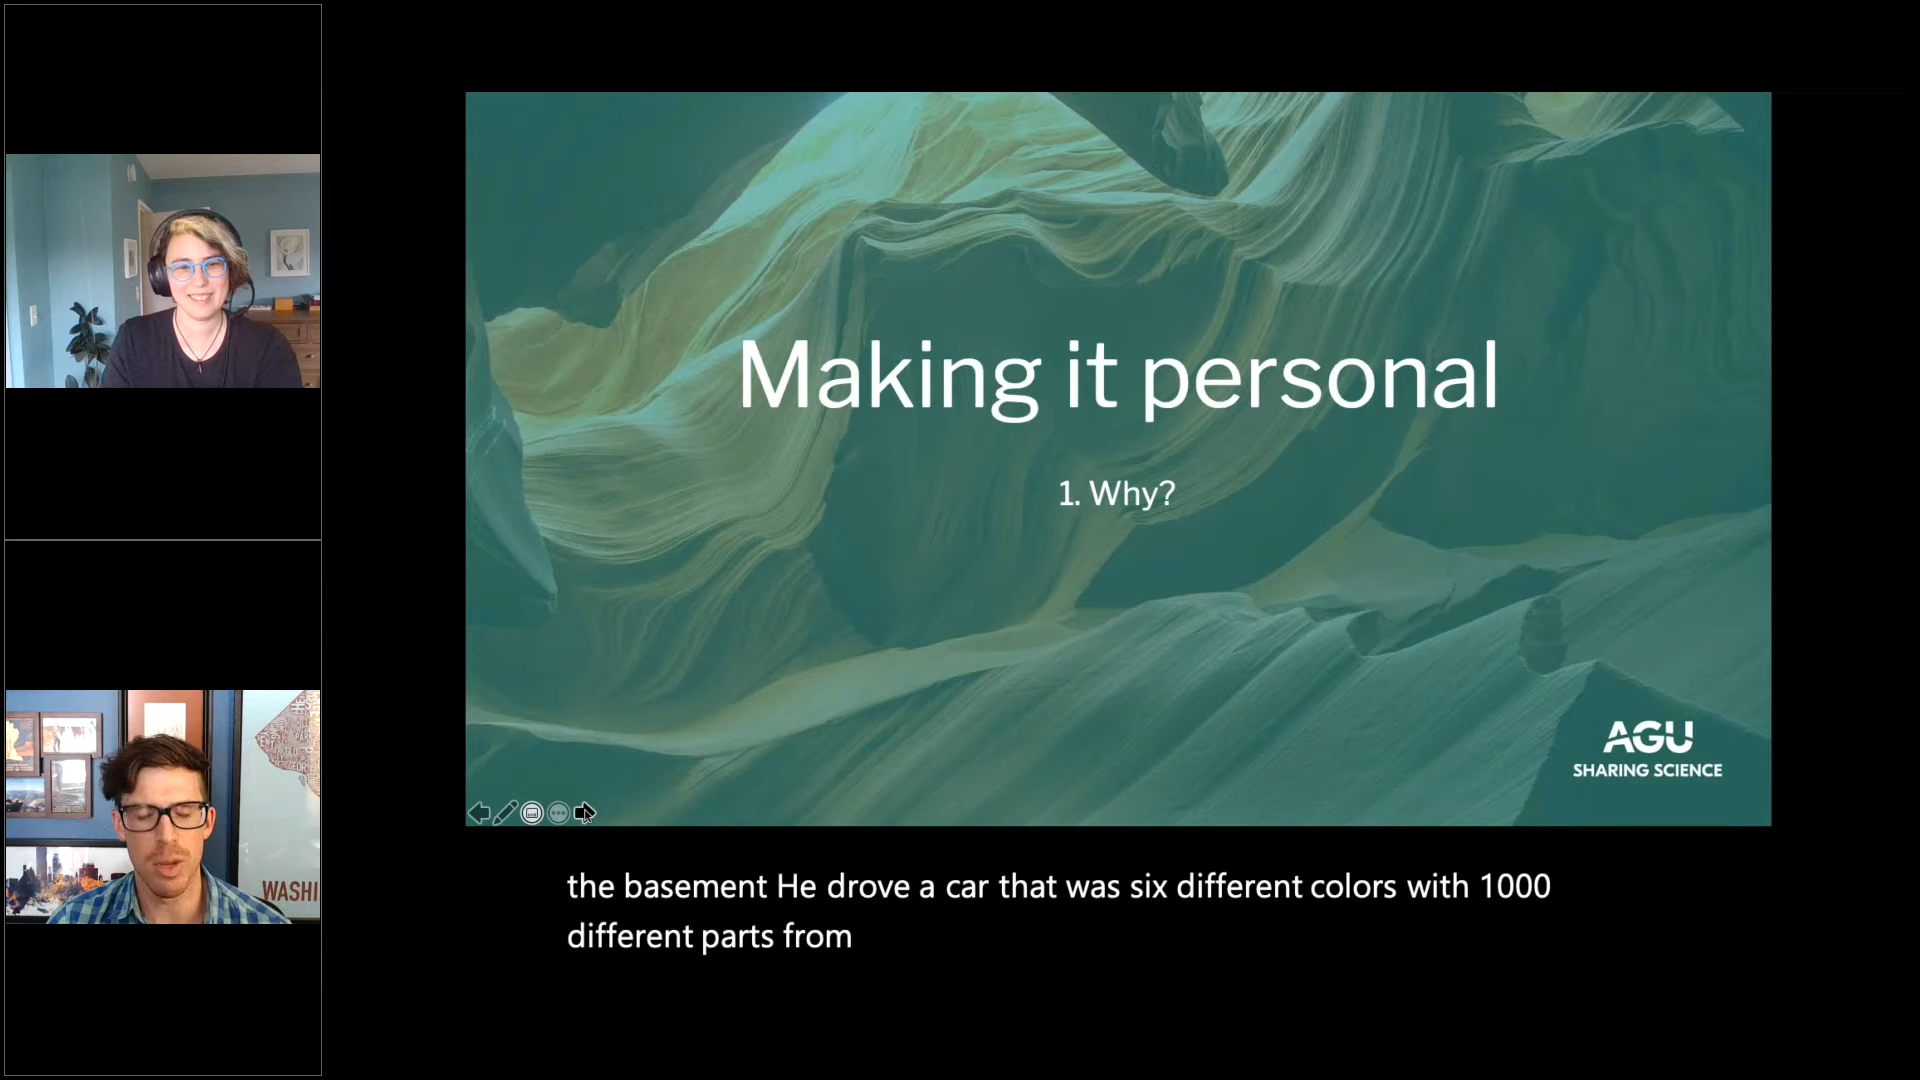 Making it personal
1. Why?
AGU
SHARING SCIENCE
WASHI
the basement He drove a car that was six different colors with 1000
different parts from